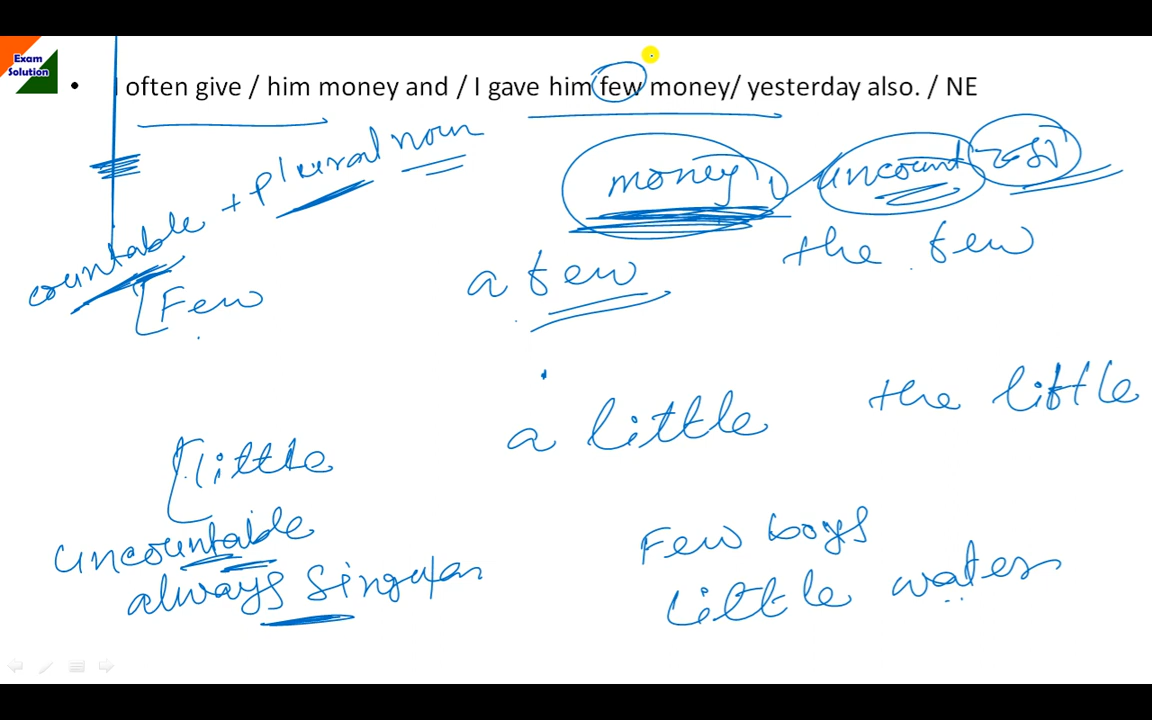 Exam
Solution
• I often give / him money and / I gave him few money/ yesterday also. / NE
countable + plural noun
money, uncount
a few
the few
Few
little
a little
the little
uncountable
always Singular
Few boys
little water